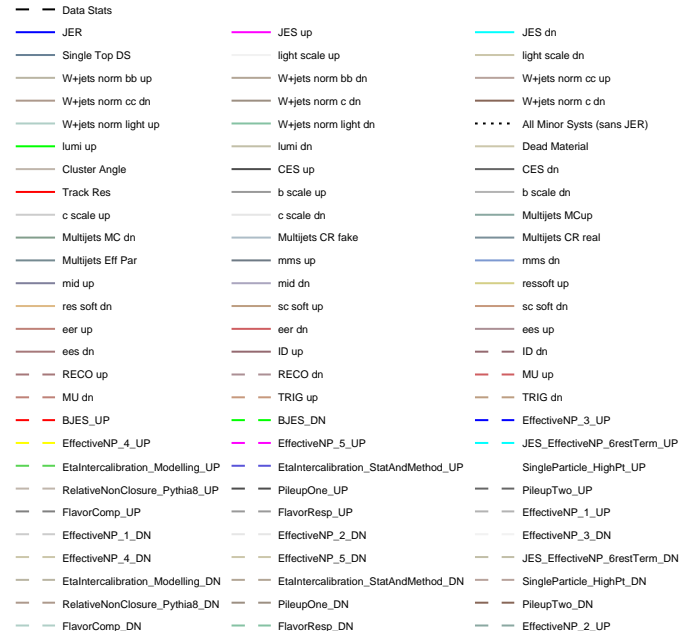 Data Stats
JER JES up JES dn
Single Top DS light scale up light scale dn
W+jets norm bb up W+jets norm bb dn W+jets norm cc up
W+jets norm cc dn W+jets norm c dn W+jets norm c dn
W+jets norm light up W+jets norm light dn All Minor Systs (sans JER)
lumi up lumi dn Dead Material
Cluster Angle CES up CES dn
Track Res b scale up b scale dn
c scale up c scale dn Multijets MCup
Multijets MC dn Multijets CR fake Multijets CR real
Multijets Eff Par mms up mms dn
mid up mid dn ressoft up
res soft dn sc soft up sc soft dn
eer up eer dn ees up
ees dn ID up ID dn
RECO up RECO dn MU up
MU dn TRIG up TRIG dn
BJES_UP BJES_DN EffectiveNP_3_UP
EffectiveNP_4_UP EffectiveNP_5_UP JES_EffectiveNP_6restTerm_UP
EtaIntercalibration_Modelling_UP EtaIntercalibration_StatAndMethod_UP SingleParticle_HighPt_UP
RelativeNonClosure_Pythia8_UP PileupOne_UP PileupTwo_UP
FlavorComp_UP FlavorResp_UP EffectiveNP_1_UP
EffectiveNP_1_DN EffectiveNP_2_DN EffectiveNP_3_DN
EffectiveNP_4_DN EffectiveNP_5_DN JES_EffectiveNP_6restTerm_DN
EtaIntercalibration_Modelling_DN EtaIntercalibration_StatAndMethod_DN SingleParticle_HighPt_DN
RelativeNonClosure_Pythia8_DN PileupOne_DN PileupTwo_DN
FlavorComp_DN FlavorResp_DN EffectiveNP_2_UP